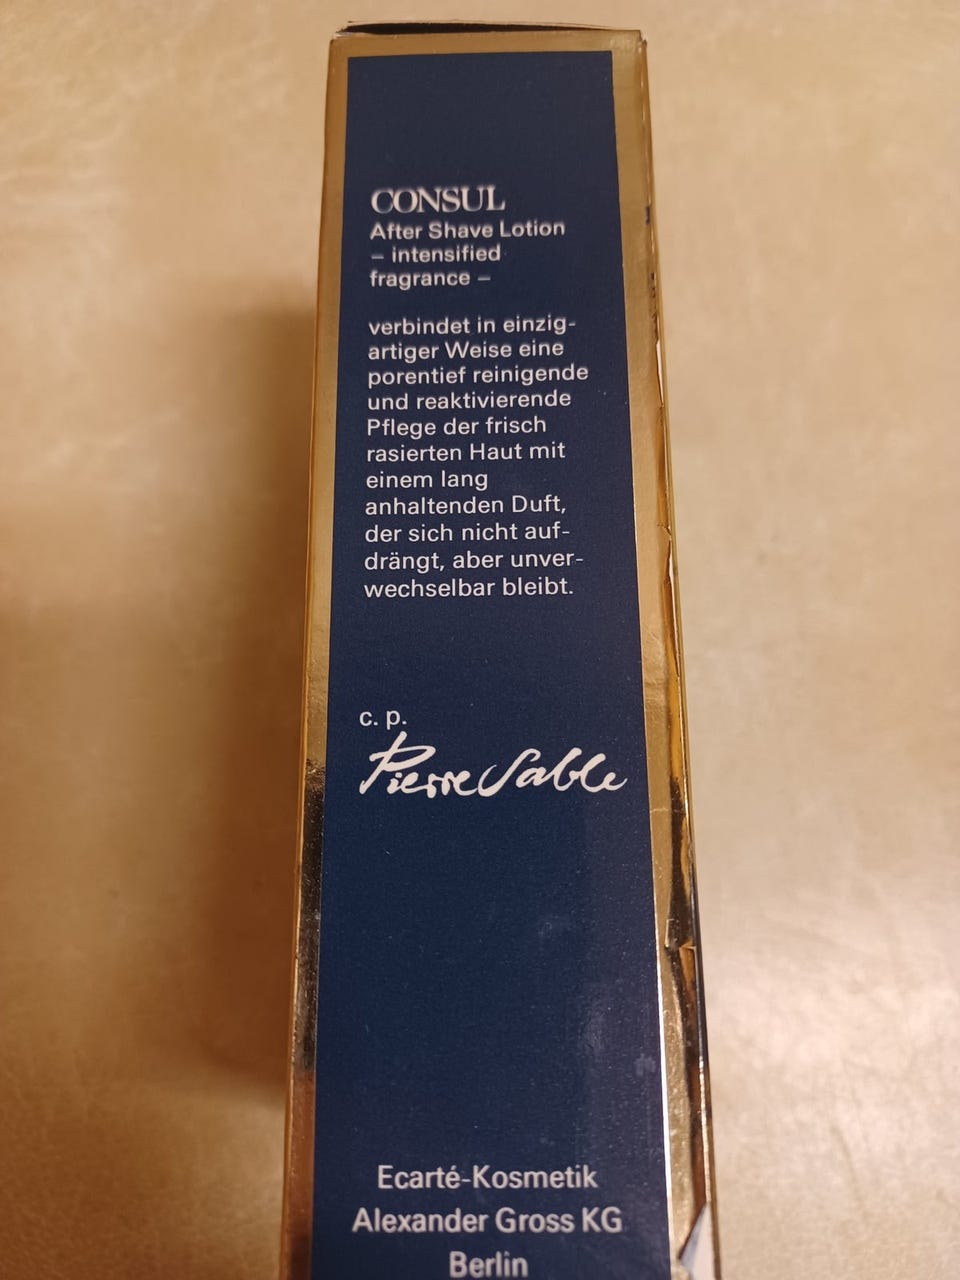 CONSUL
After Shave Lotion
– intensified
fragrance –
verbindet in einzig-
artiger Weise eine
porentief reinigende
und reaktivierende
Pflege der frisch
rasierten Haut mit
einem lang
anhaltenden Duft,
der sich nicht auf-
drängt, aber unver-
wechselbar bleibt.
c. p.
Pierre Sable
Ecarté-Kosmetik
Alexander Gross KG
Berlin